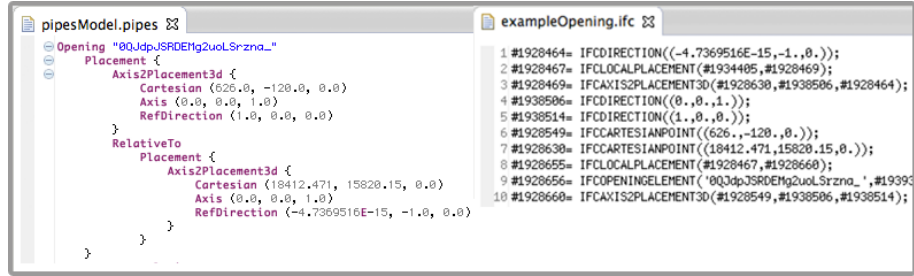 pipesModel.pipes
Opening "0QJdpJSRDEMg2uoLSrzna_"
Placement {
Axis2Placement3d {
Cartesian (626.0, -120.0, 0.0)
Axis (0.0, 0.0, 1.0)
RefDirection (1.0, 0.0, 0.0)
}
RelativeTo
Placement {
Axis2Placement3d {
Cartesian (18412.471, 15820.15, 0.0)
Axis (0.0, 0.0, 1.0)
RefDirection (-4.7369516E-15, -1.0, 0.0)
}
}
}
exampleOpening.ifc
1 #1928464= IFCDIRECTION((-4.7369516E-15,-1.,0.));
2 #1928467= IFCLOCALPLACEMENT(#1934405,#1928469);
3 #1928469= IFCAXIS2PLACEMENT3D(#1928630,#1938506,#1928464);
4 #1938506= IFCDIRECTION((0.,0.,1.));
5 #1938514= IFCDIRECTION((1.,0.,0.));
6 #1928549= IFCCARTESIANPOINT((626.,-120.,0.));
7 #1928630= IFCCARTESIANPOINT((18412.471,15820.15,0.));
8 #1928655= IFCLOCALPLACEMENT(#1928467,#1928660);
9 #1928656= IFCOPENINGELEMENT('0QJdpJSRDEMg2uoLSrzna_',#19393
10 #1928660= IFCAXIS2PLACEMENT3D(#1928549,#1938506,#1938514);